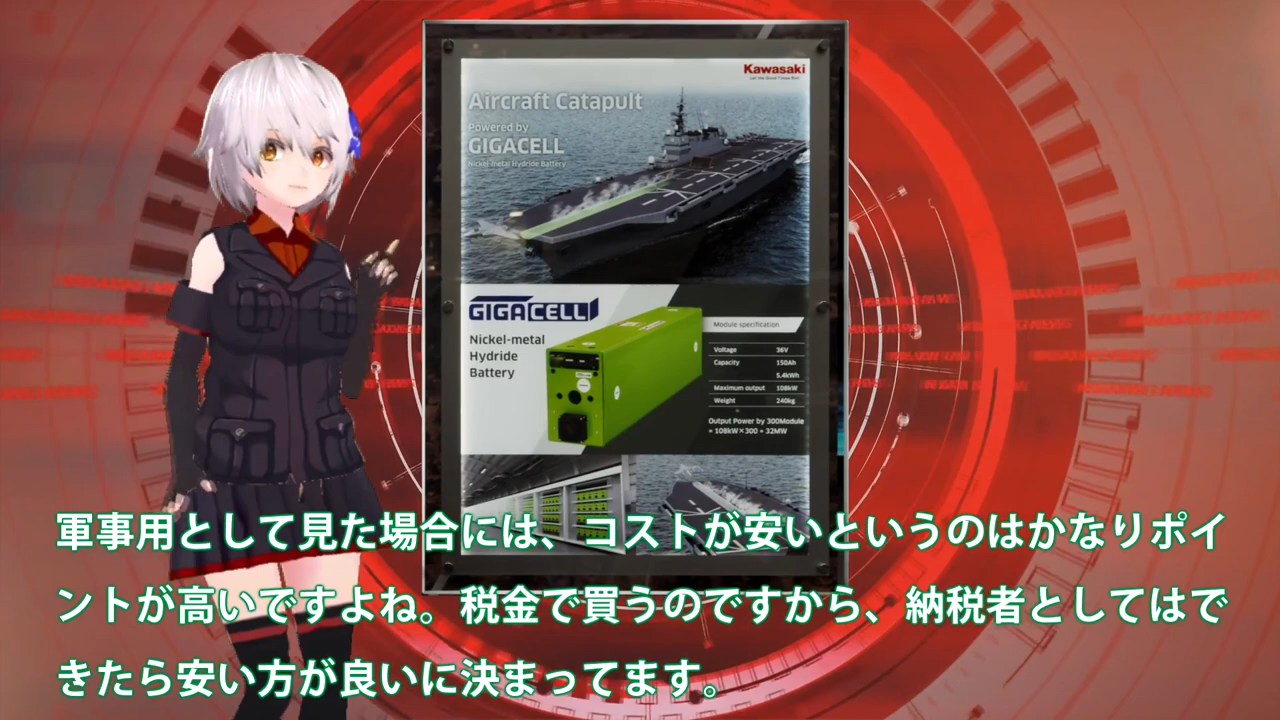 Kawasaki
Let the Good Times Roll
Aircraft Catapult
Powered by
GIGACELL
Nickel-metal Hydride Battery
GIGACELL
Nickel-metal
Hydride
Battery
Module specification
Voltage 36V
Capacity 150Ah
5.4kWh
Maximum output 108kW
Weight 240kg
Output Power by 300Module
= 108kW×300 = 32MW
軍事用として見た場合には、コストが安いというのはかなりポイ
ントが高いですよね。税金で買うのですから、納税者としてはで
きたら安い方が良いに決まってます。